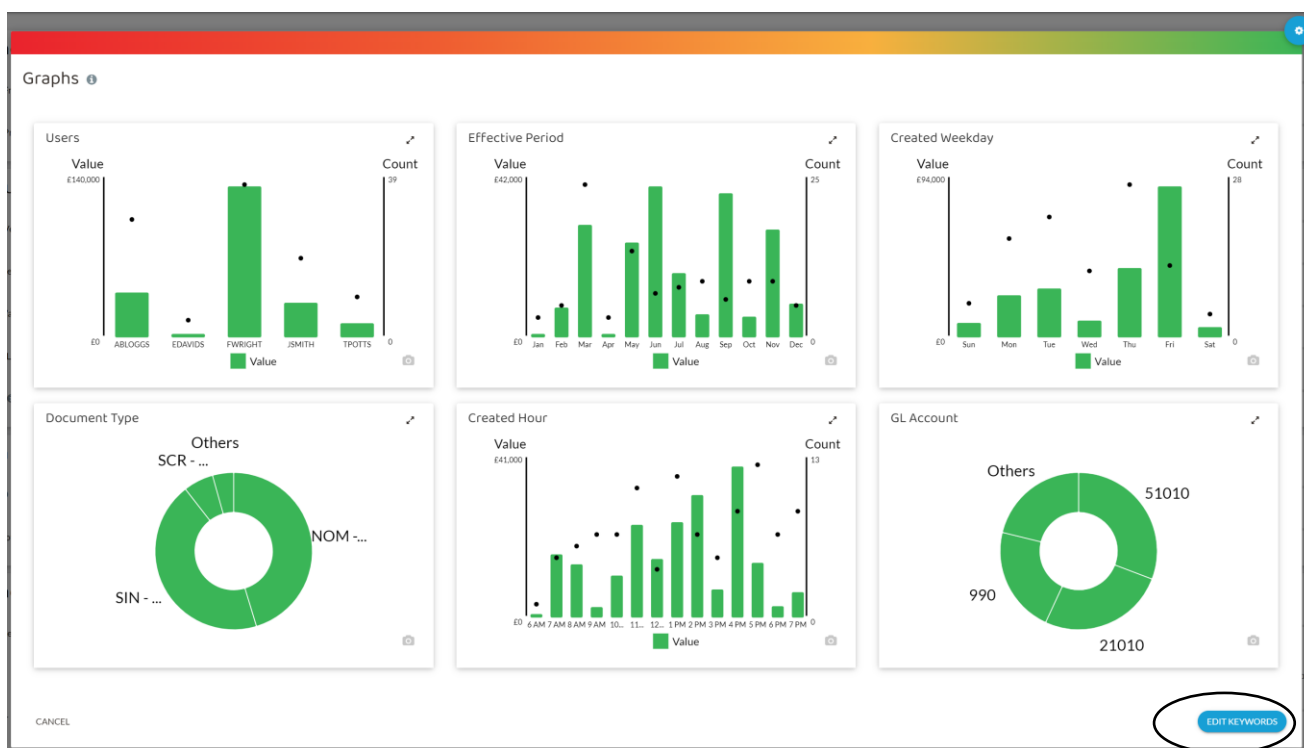 Graphs
Users
Value Count
£140,000 39
£0 0
ABLOGGS EDAVIDS FWRIGHT JSMITH TPOTTS
Value
Effective Period
Value Count
£42,000 25
£0 0
Jan Feb Mar Apr May Jun Jul Aug Sep Oct Nov Dec
Value
Created Weekday
Value Count
£94,000 28
£0 0
Sun Mon Tue Wed Thu Fri Sat
Value
Document Type
Others
SCR - ...
NOM -...
SIN - ...
Created Hour
Value Count
£41,000 13
£0 0
6 AM 7 AM 8 AM 9 AM 10... 11... 12... 1 PM 2 PM 3 PM 4 PM 5 PM 6 PM 7 PM
Value
GL Account
Others
51010
990
21010
CANCEL
EDIT KEYWORDS